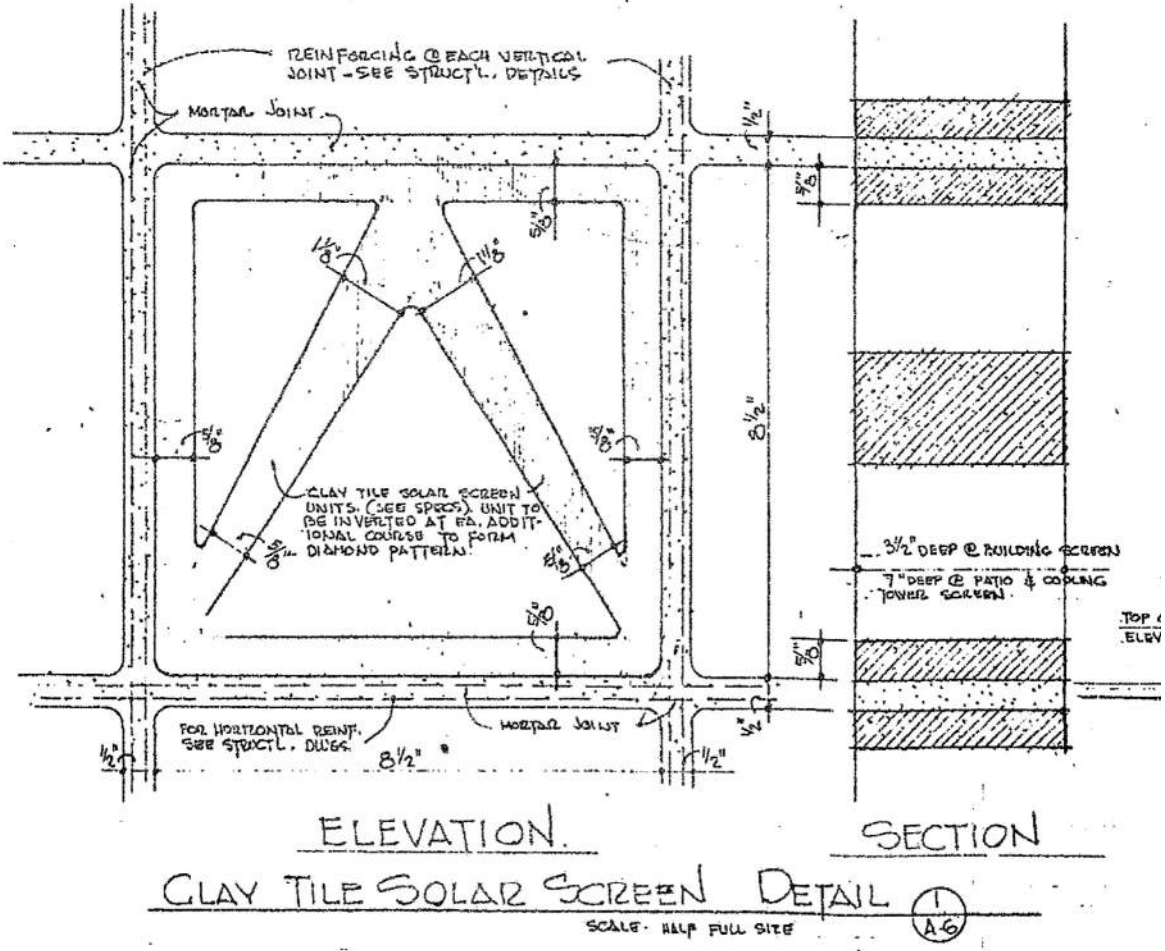 REINFORCING @ EACH VERTICAL
JOINT - SEE STRUCT'L. DETAILS
MORTAR JOINT
1/2"
5/8"
5/8"
1 1/8"
1 1/8"
8 1/2"
5/8"
5/8"
CLAY TILE SOLAR SCREEN
UNITS. (SEE SPECS). UNIT TO
BE INVERTED AT EA. ADDIT-
IONAL COURSE TO FORM
DIAMOND PATTERN.
5/8"
5/8"
3 1/2" DEEP @ BUILDING SCREEN
7" DEEP @ PATIO & COOLING
TOWER SCREEN.
5/8"
5/8"
TOP
ELEV
FOR HORIZONTAL REINF.
SEE STRUCT'L. DWGS.
MORTAR JOINT
1/2"
1/2"
8 1/2"
1/2"
ELEVATION.
SECTION
CLAY TILE SOLAR SCREEN DETAIL
1
A-6
SCALE - HALF FULL SIZE